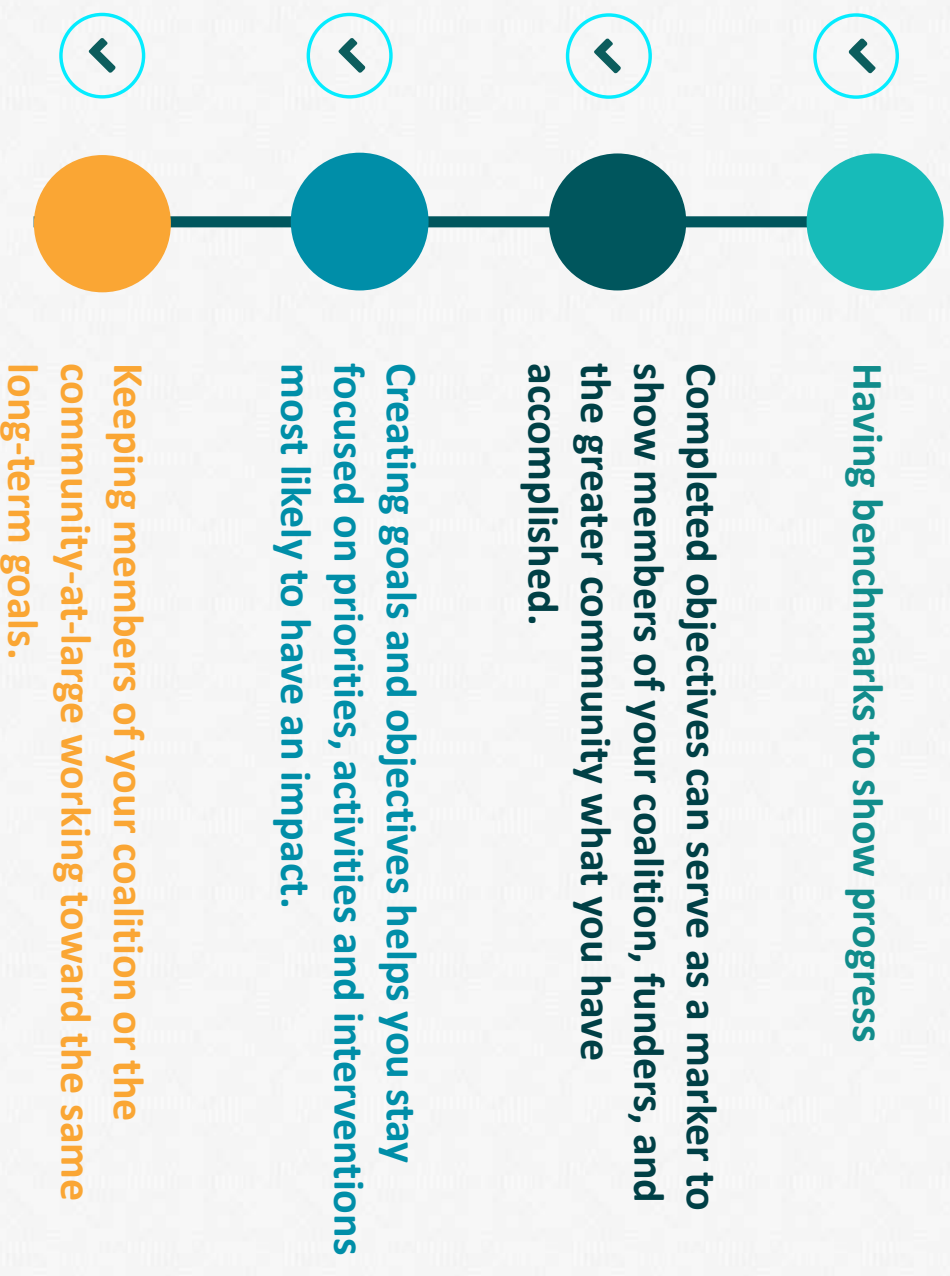 Having benchmarks to show progress
Completed objectives can serve as a marker to
show members of your coalition, funders, and
the greater community what you have
accomplished.
Creating goals and objectives helps you stay
focused on priorities, activities and interventions
most likely to have an impact.
Keeping members of your coalition or the
community-at-large working toward the same
long-term goals.